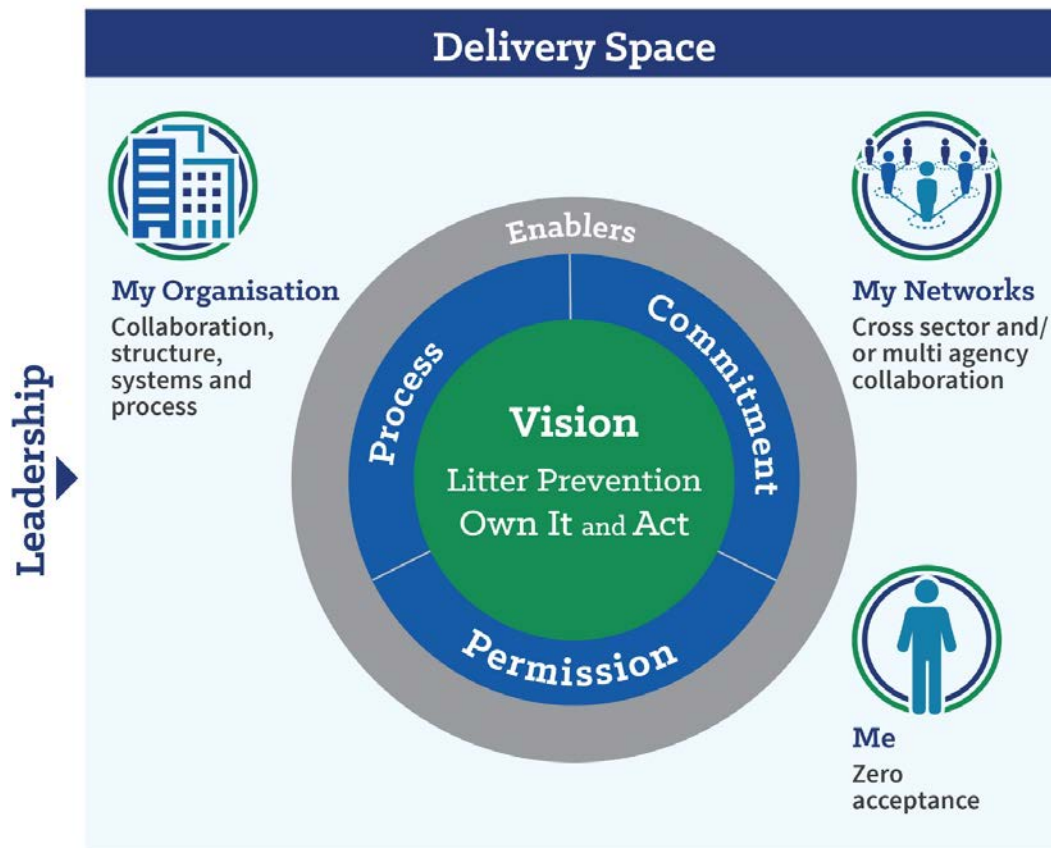 Delivery Space
Leadership
My Organisation
Collaboration,
structure,
systems and
process
Enablers
Process
Commitment
Permission
Vision
Litter Prevention
Own It and Act
My Networks
Cross sector and/
or multi agency
collaboration
Me
Zero
acceptance